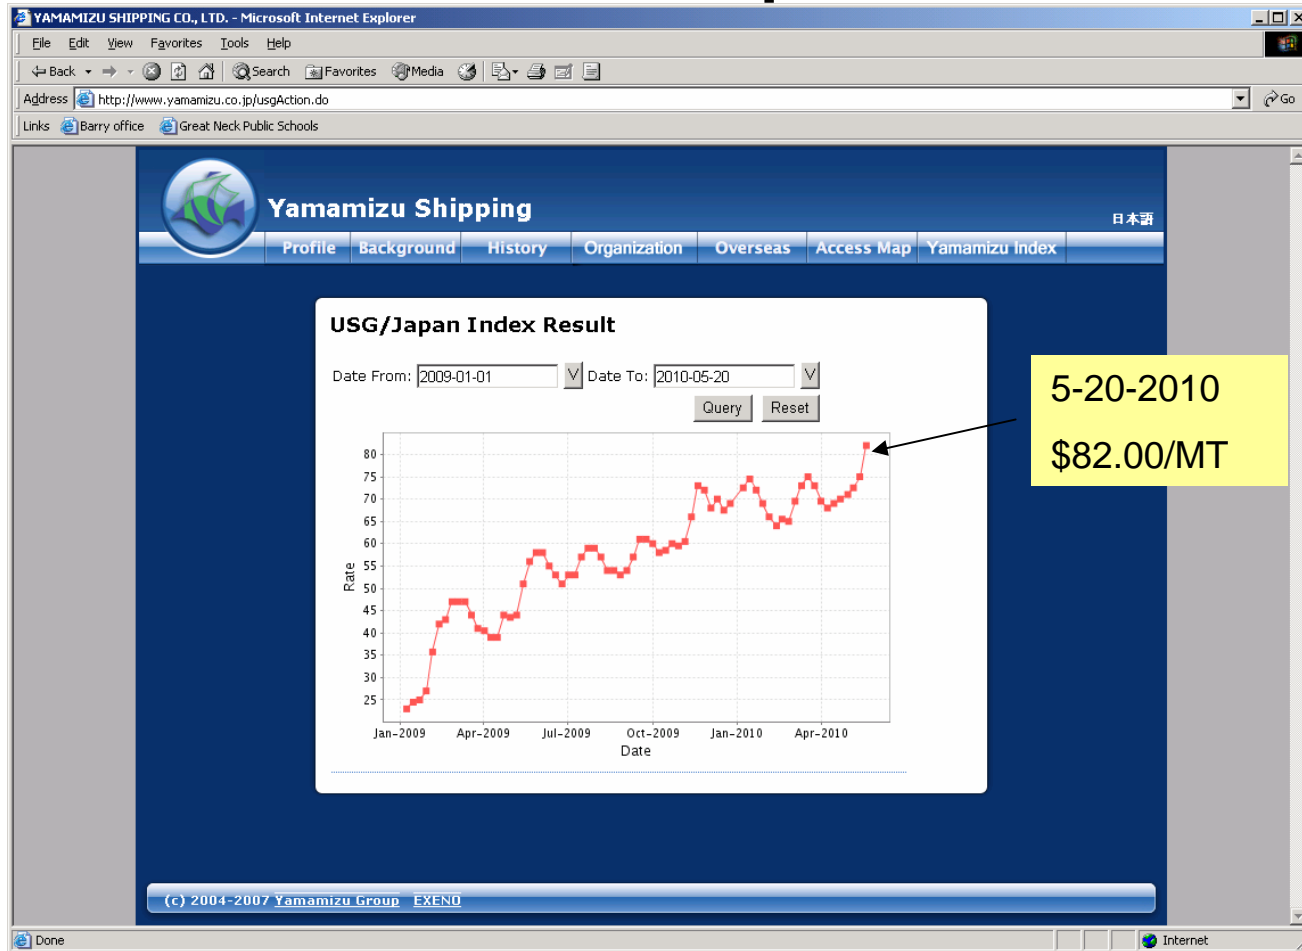 YAMAMIZU SHIPPING CO., LTD. - Microsoft Internet Explorer
File Edit View Favorites Tools Help
Back Search Favorites Media
Address http://www.yamamizu.co.jp/usgAction.do Go
Links Barry office Great Neck Public Schools
Yamamizu Shipping
日本語
Profile Background History Organization Overseas Access Map Yamamizu Index
USG/Japan Index Result
Date From: 2009-01-01 V Date To: 2010-05-20 V
Query Reset
5-20-2010
$82.00/MT
80
75
70
65
60
55
50
45
40
35
30
25
Rate
Jan-2009 Apr-2009 Jul-2009 Oct-2009 Jan-2010 Apr-2010
Date
(c) 2004-2007 Yamamizu Group EXENO
Done Internet